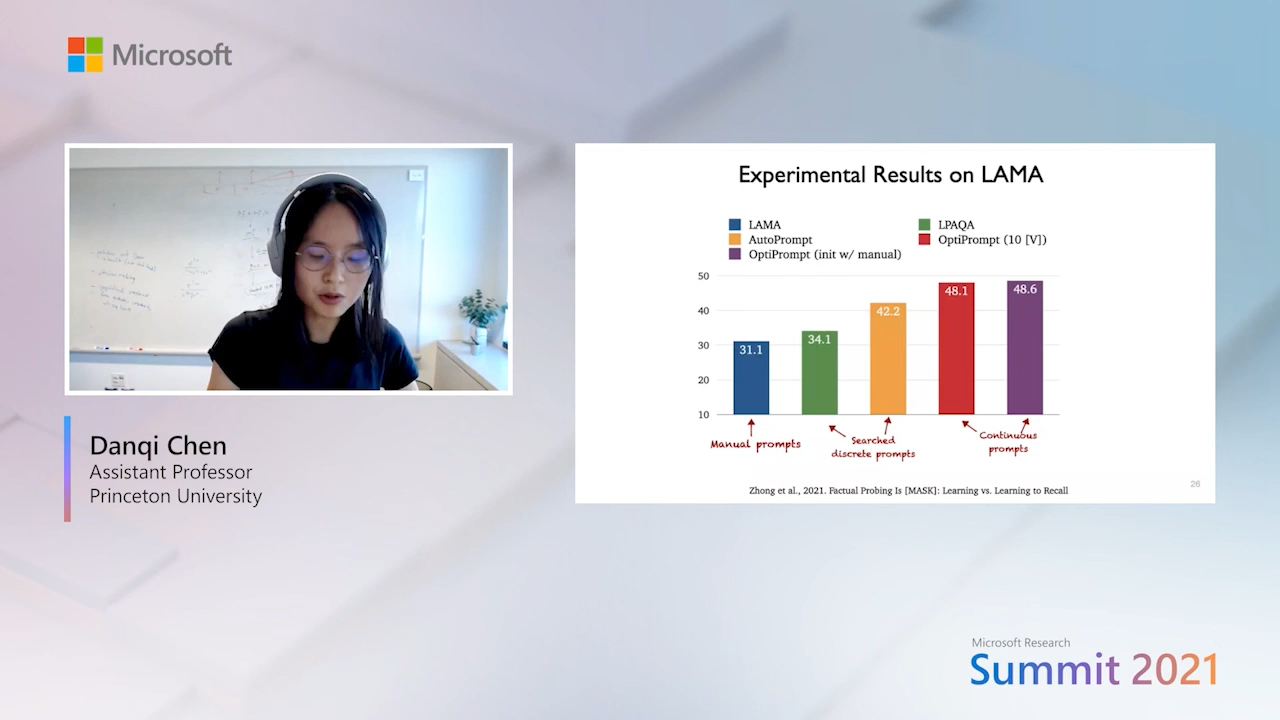 Microsoft
Danqi Chen
Assistant Professor
Princeton University
Experimental Results on LAMA
LAMA
LPAQA
AutoPrompt
OptiPrompt (10 [V])
OptiPrompt (init w/ manual)
50
40
30
20
10
31.1
34.1
42.2
48.1
48.6
Manual prompts
Searched
discrete prompts
Continuous
prompts
Zhong et al., 2021. Factual Probing Is [MASK]: Learning vs. Learning to Recall
26
Microsoft Research
Summit 2021